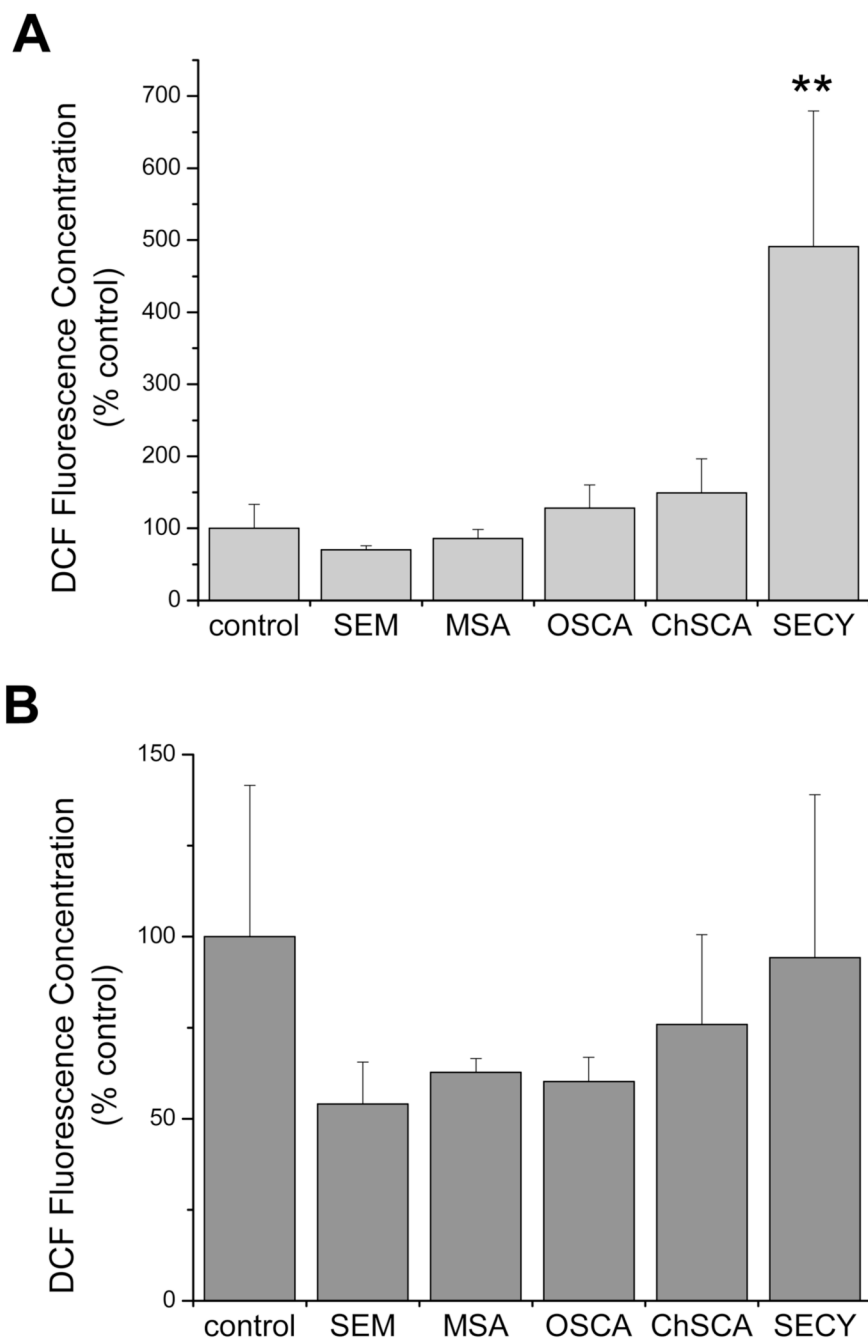 A
DCF Fluorescence Concentration
(% control)
700
600
500
400
300
200
100
0
**
control SEM MSA OSCA ChSCA SECY
B
DCF Fluorescence Concentration
(% control)
150
100
50
0
control SEM MSA OSCA ChSCA SECY